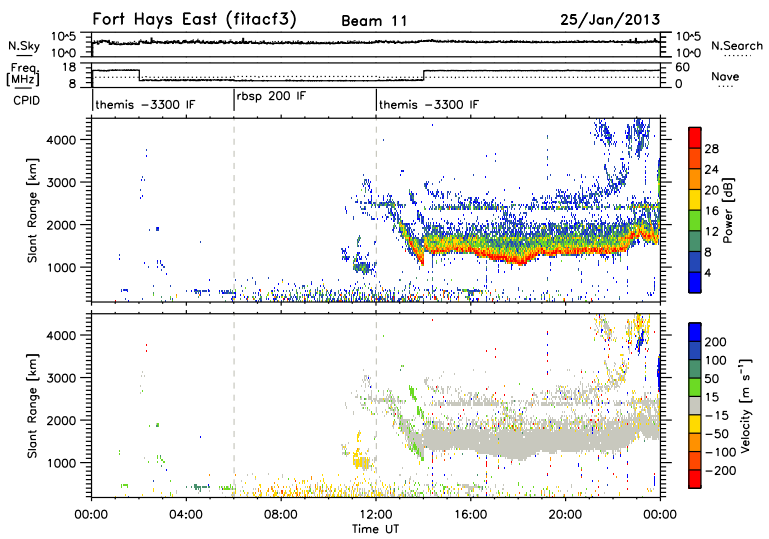 Fort Hays East (fitacf3) Beam 11 25/Jan/2013
N.Sky 10+5 10+0 10+5 10+0 N.Search
Freq. [MHz] 18 8 60 0 Nave
CPID themis -3300 IF rbsp 200 IF themis -3300 IF
Slant Range [km]
4000
3000
2000
1000
28
24
20
16
12
8
4
Power [dB]
Slant Range [km]
4000
3000
2000
1000
200
100
50
15
-15
-50
-100
-200
Velocity [m s⁻¹]
00:00 04:00 08:00 12:00 16:00 20:00 00:00
Time UT